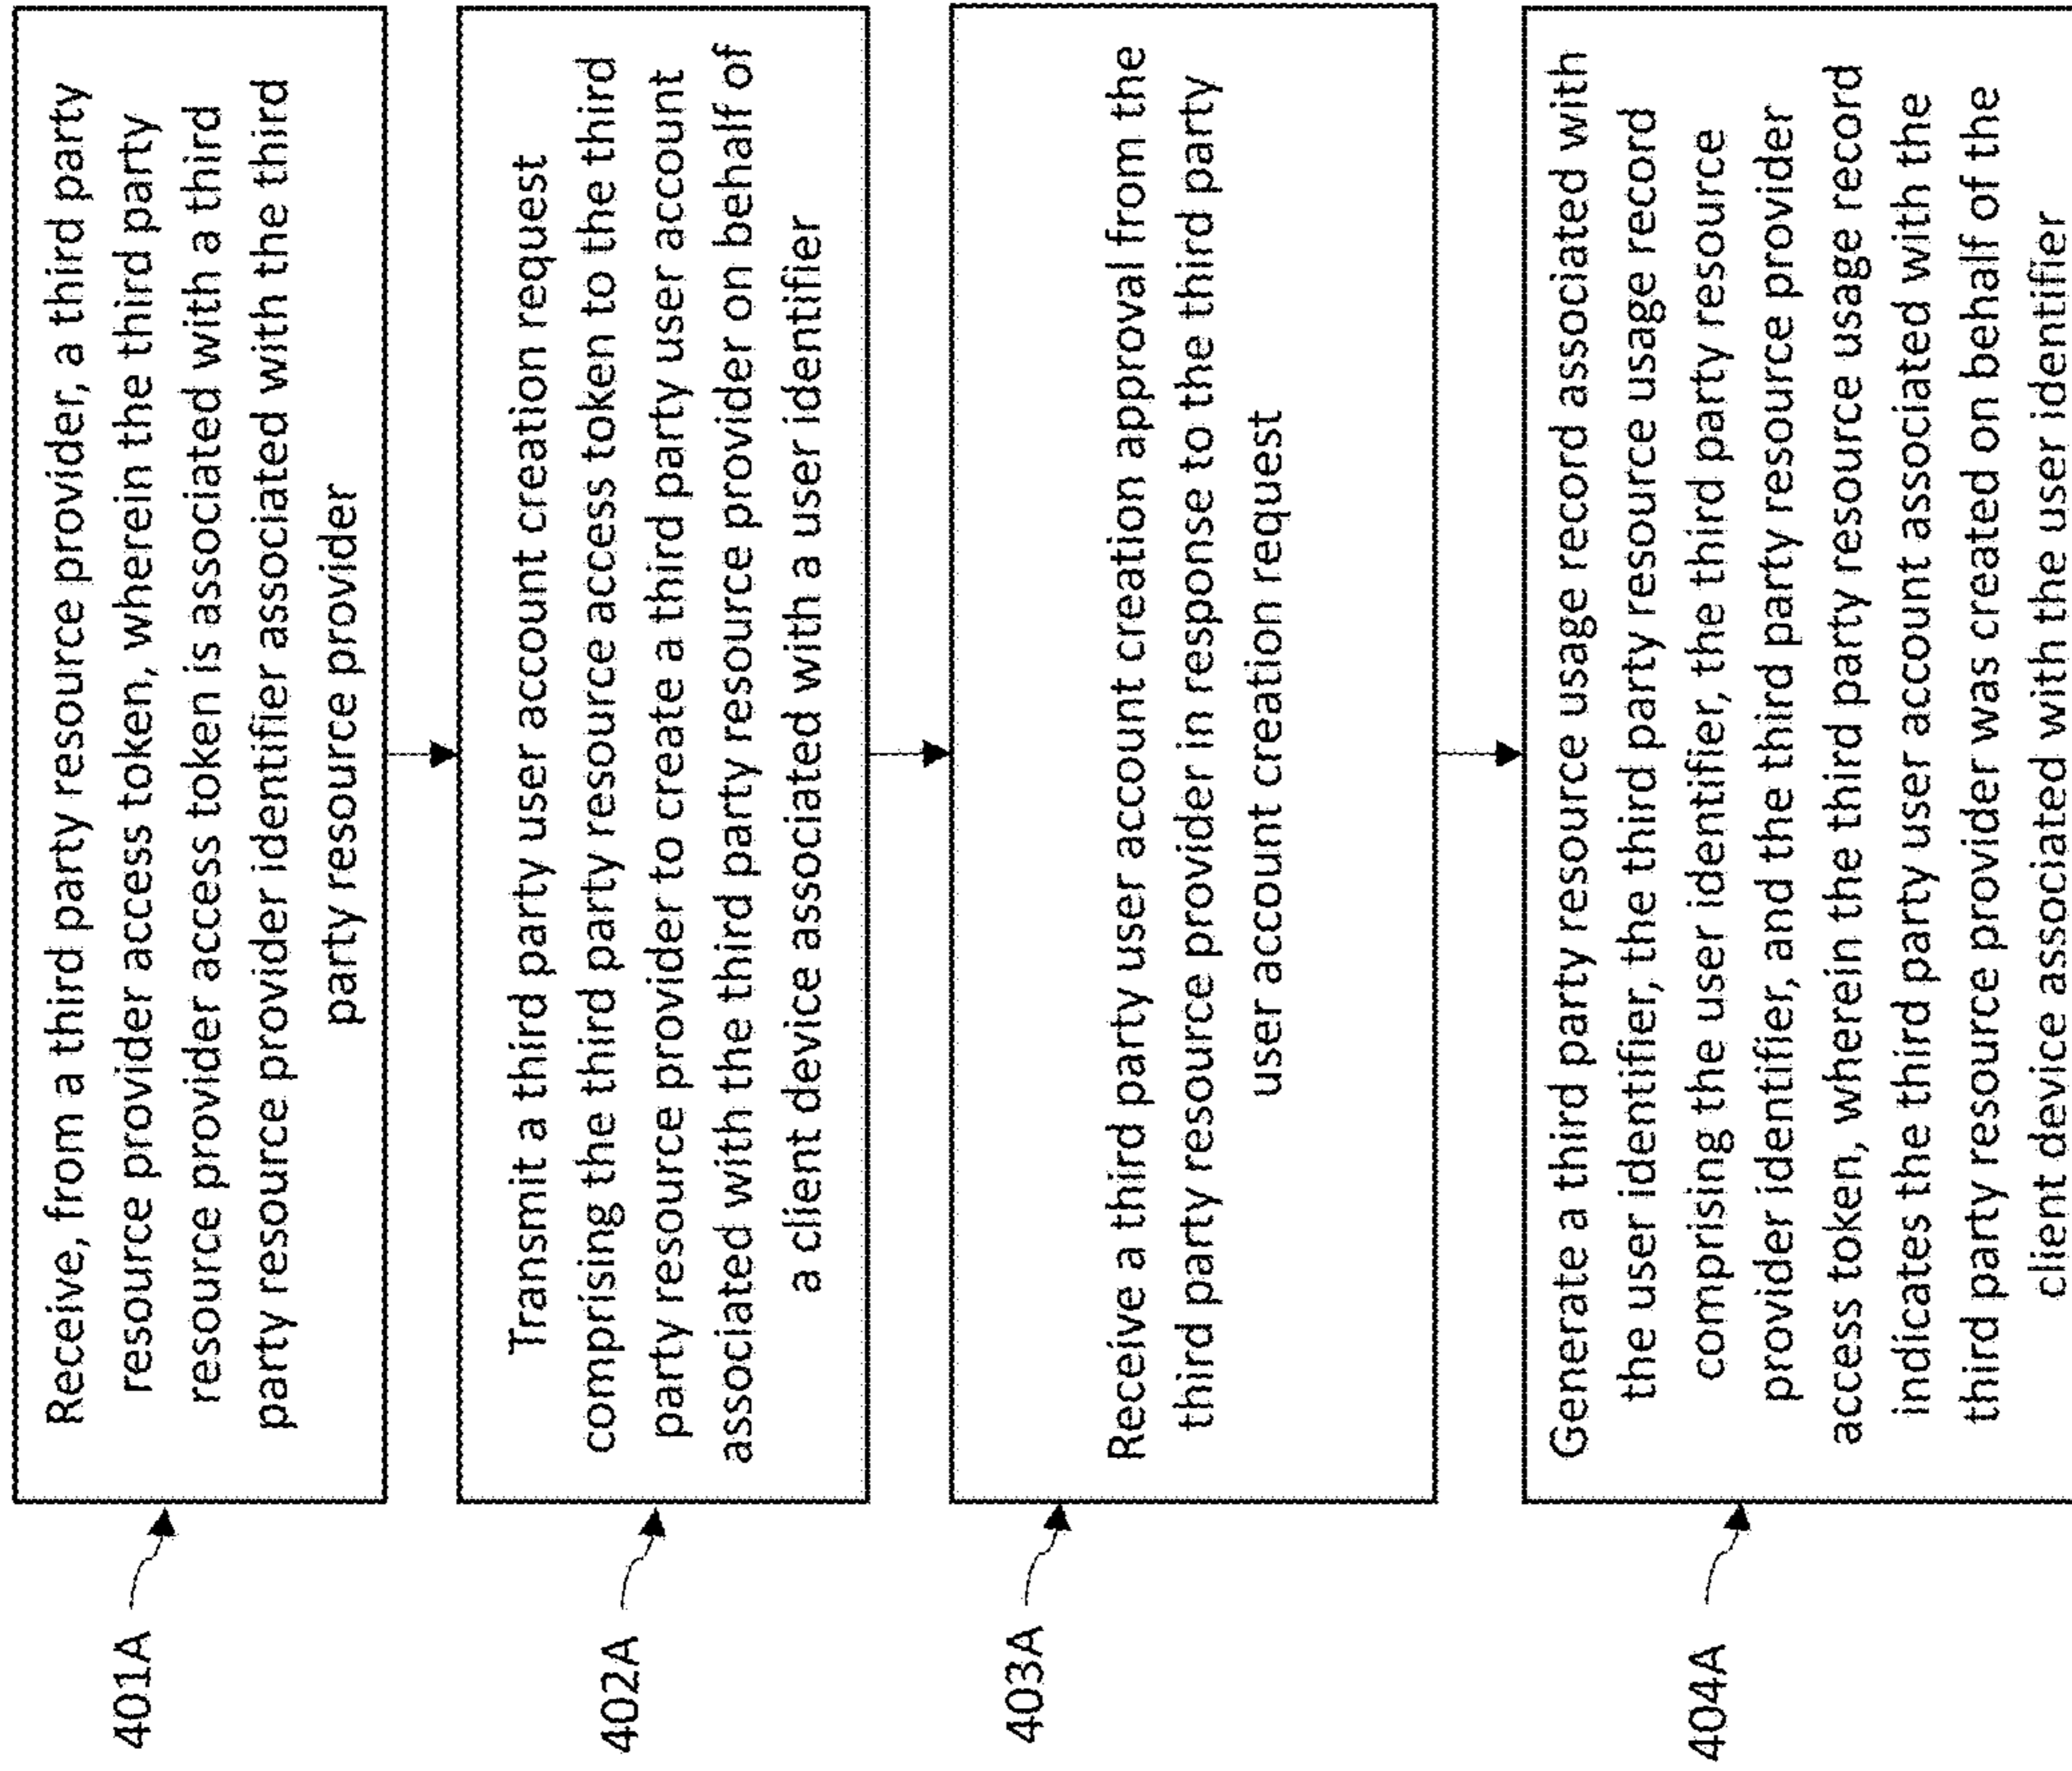 401A
Receive, from a third party resource provider, a third party
resource provider access token, wherein the third party
resource provider access token is associated with a third
party resource provider identifier associated with the third
party resource provider
402A
Transmit a third party user account creation request
comprising the third party resource access token to the third
party resource provider to create a third party user account
associated with the third party resource provider on behalf of
a client device associated with a user identifier
403A
Receive a third party user account creation approval from the
third party resource provider in response to the third party
user account creation request
404A
Generate a third party resource usage record associated with
the user identifier, the third party resource usage record
comprising the user identifier, the third party resource
provider identifier, and the third party resource provider
access token, wherein the third party resource usage record
indicates the third party user account associated with the
third party resource provider was created on behalf of the
client device associated with the user identifier